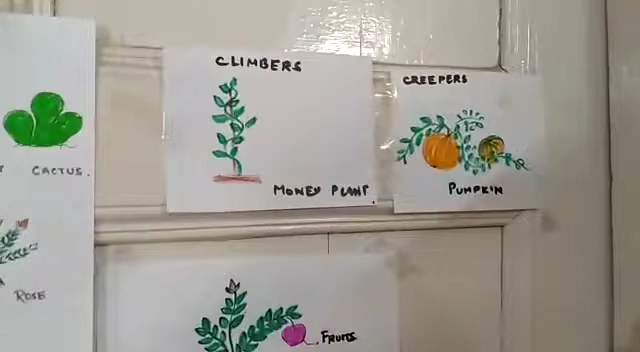 CLIMBERS
MONEY PLANT
CREEPERS
PUMPKIN
CACTUS.
ROSE
FRUITS